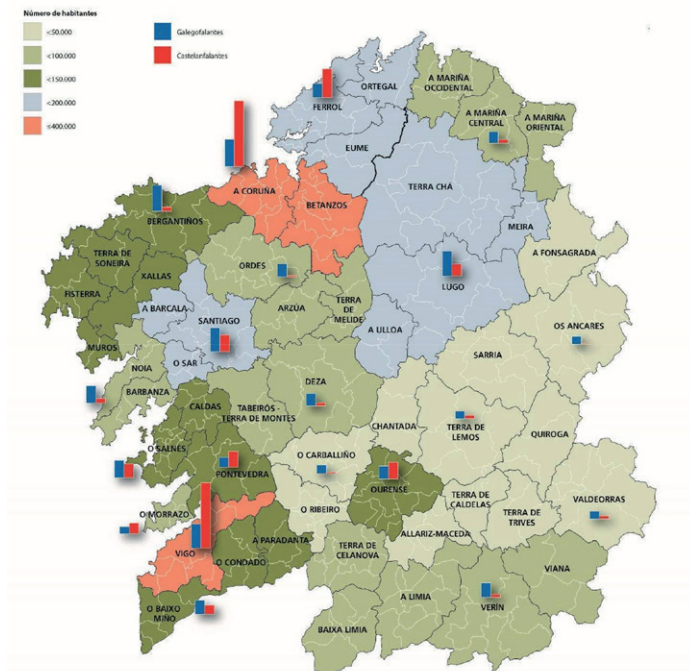 Número de habitantes
<50.000
<100.000
<150.000
<200.000
≤400.000
Galegofalantes
Castelanfalantes
FERROL
ORTEGAL
EUME
A MARIÑA
OCCIDENTAL
A MARIÑA
CENTRAL
A MARIÑA
ORIENTAL
A CORUÑA
BETANZOS
TERRA CHÁ
MEIRA
A FONSAGRADA
BERGANTIÑOS
TERRA DE
SONEIRA
XALLAS
FISTERRA
MUROS
ORDES
ARZÚA
TERRA
DE
MELIDE
A BARCALA
SANTIAGO
O SAR
A ULLOA
LUGO
OS ANCARES
SARRIA
NOIA
BARBANZA
CALDAS
TABEIRÓS -
TERRA DE MONTES
DEZA
CHANTADA
TERRA
DE LEMOS
QUIROGA
O SALNÉS
PONTEVEDRA
O CARBALLIÑO
OURENSE
O RIBEIRO
TERRA DE
CALDELAS
TERRA DE
TRIVES
VALDEORRAS
O MORRAZO
VIGO
A PARADANTA
O CONDADO
ALLARIZ-MACEDA
TERRA DE
CELANOVA
O BAIXO
MIÑO
BAIXA LIMIA
A LIMIA
VERÍN
VIANA